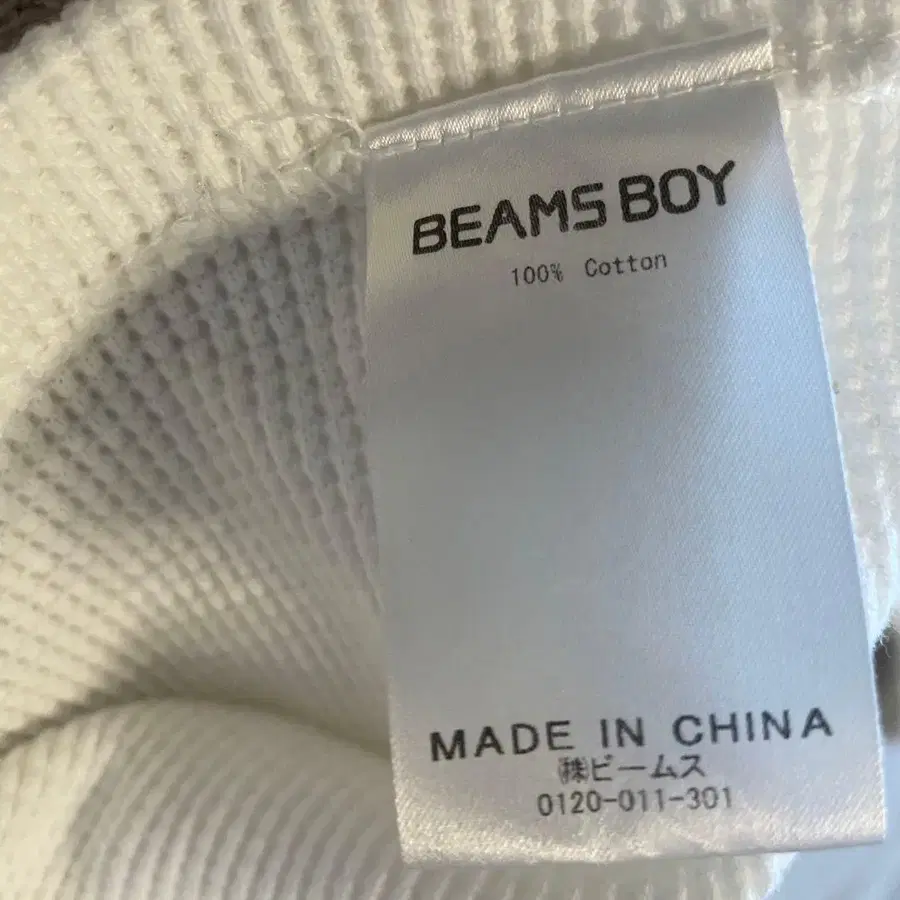 BEAMS BOY
100% Cotton
MADE IN CHINA
㈱ビームス
0120-011-301